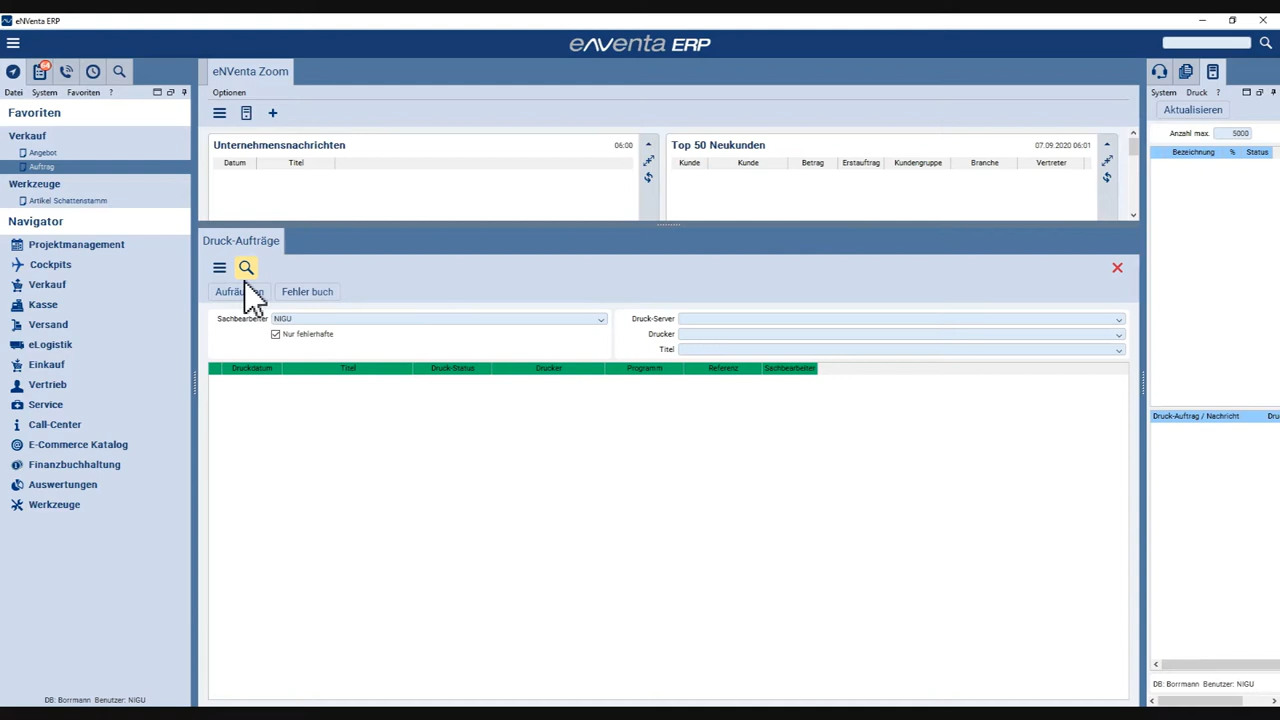 eNVenta ERP
enventa ERP
64
Datei System Favoriten ?
Favoriten
Verkauf
Angebot
Auftrag
Werkzeuge
Artikel Schattenstamm
Navigator
Projektmanagement
Cockpits
Verkauf
Kasse
Versand
eLogistik
Einkauf
Vertrieb
Service
Call-Center
E-Commerce Katalog
Finanzbuchhaltung
Auswertungen
Werkzeuge
DB: Borrmann Benutzer: NIGU
eNVenta Zoom
Optionen
Unternehmensnachrichten 06:00
Datum Titel
Top 50 Neukunden 07.09.2020 06:01
Kunde Kunde Betrag Erstauftrag Kundengruppe Branche Vertreter
Druck-Aufträge
Fehler buch
Sachbearbeiter NIGU
Nur fehlerhafte
Druck-Server
Drucker
Titel
Druckdatum Titel Druck-Status Drucker Programm Referenz Sachbearbeiter
System Druck ?
Aktualisieren
Anzahl max. 5000
Bezeichnung % Status
Druck-Auftrag / Nachricht Dru
DB: Borrmann Benutzer: NIGU